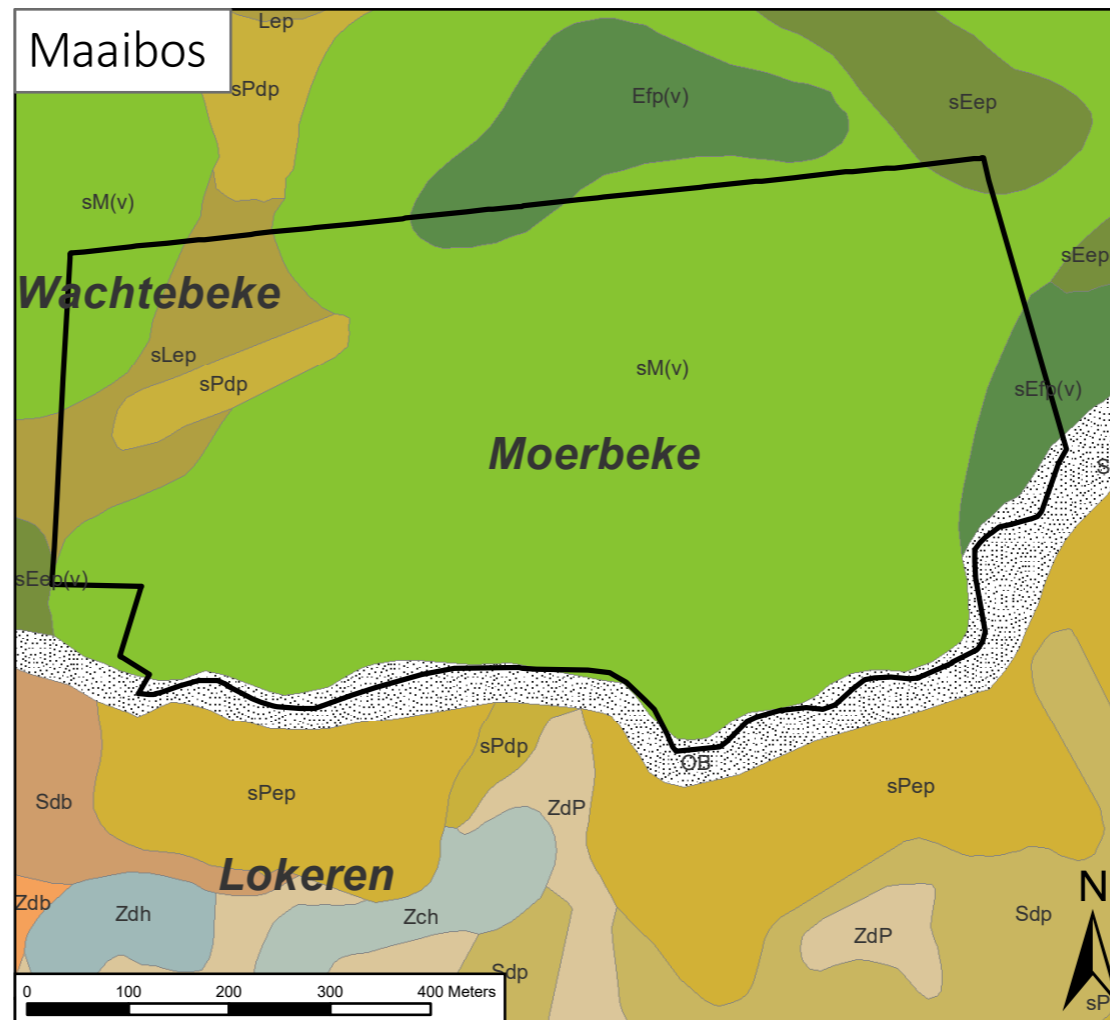 Maaibos
Lep
sPdp
Efp(v)
sEep
sM(v)
sEep
Wachtebeke
sLep
sPdp
sM(v)
sEfp(v)
Moerbeke
S
sEep(v)
sPdp
OB
sPep
sPep
Sdb
ZdP
Lokeren
Zdb
Zdh
Zch
Sdp
ZdP
N
Sdp
sP
0 100 200 300 400 Meters